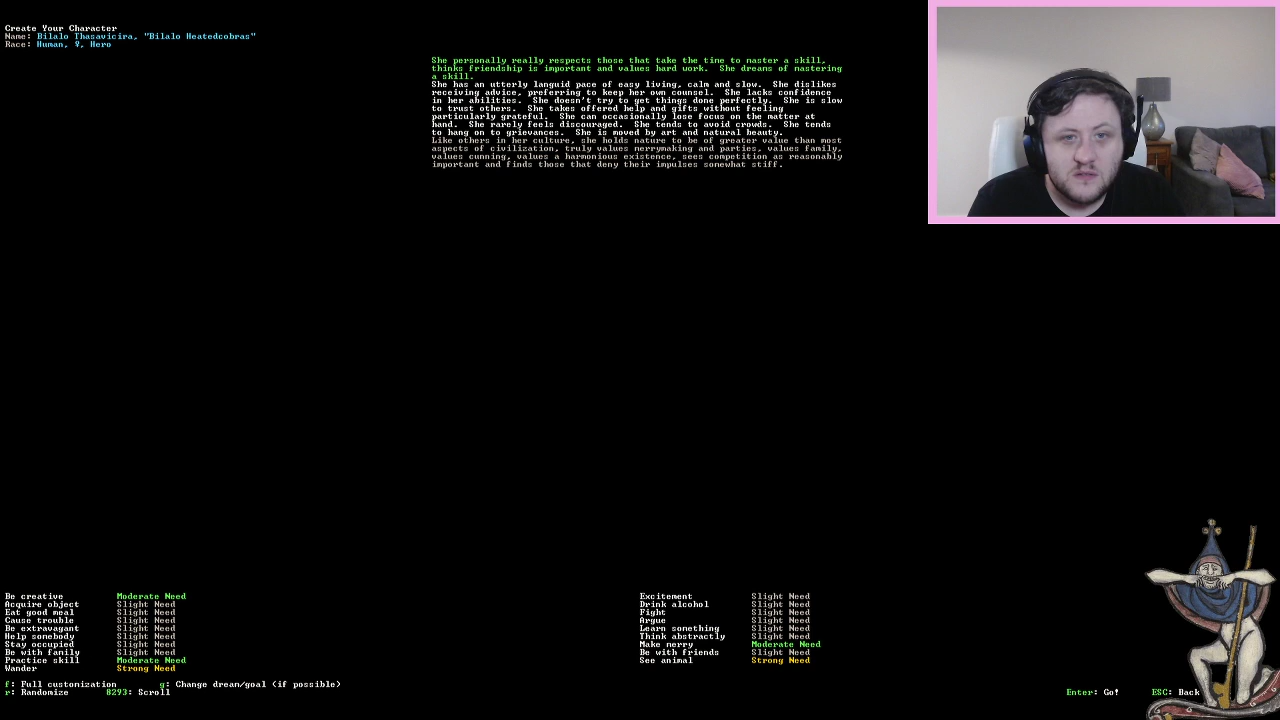 Create Your Character
Name: Bilalo Ihasavicira, "Bilalo Heatedcobras"
Race: Human, ♀, Hero
She personally really respects those that take the time to master a skill,
thinks friendship is important and values hard work.  She dreams of mastering
a skill.
She has an utterly languid pace of easy living, calm and slow.  She dislikes
receiving advice, preferring to keep her own counsel.  She lacks confidence
in her abilities.  She doesn't try to get things done perfectly.  She is slow
to trust others.  She takes offered help and gifts without feeling
particularly grateful.  She can occasionally lose focus on the matter at
hand.  She rarely feels discouraged.  She tends to avoid crowds.  She tends
to hang on to grievances.  She is moved by art and natural beauty.
Like others in her culture, she holds nature to be of greater value than most
aspects of civilization, truly values merrymaking and parties, values family,
values cunning, values a harmonious existence, sees competition as reasonably
important and finds those that deny their impulses somewhat stiff.
Be creative Moderate Need
Acquire object Slight Need
Eat good meal Slight Need
Cause trouble Slight Need
Be extravagant Slight Need
Help somebody Slight Need
Stay occupied Slight Need
Be with family Slight Need
Practice skill Moderate Need
Wander Strong Need
Excitement Slight Need
Drink alcohol Slight Need
Fight Slight Need
Argue Slight Need
Learn something Slight Need
Think abstractly Slight Need
Make merry Moderate Need
Be with friends Slight Need
See animal Strong Need
f: Full customization g: Change dream/goal (if possible)
r: Randomize 8293: Scroll
Enter: Go! ESC: Back